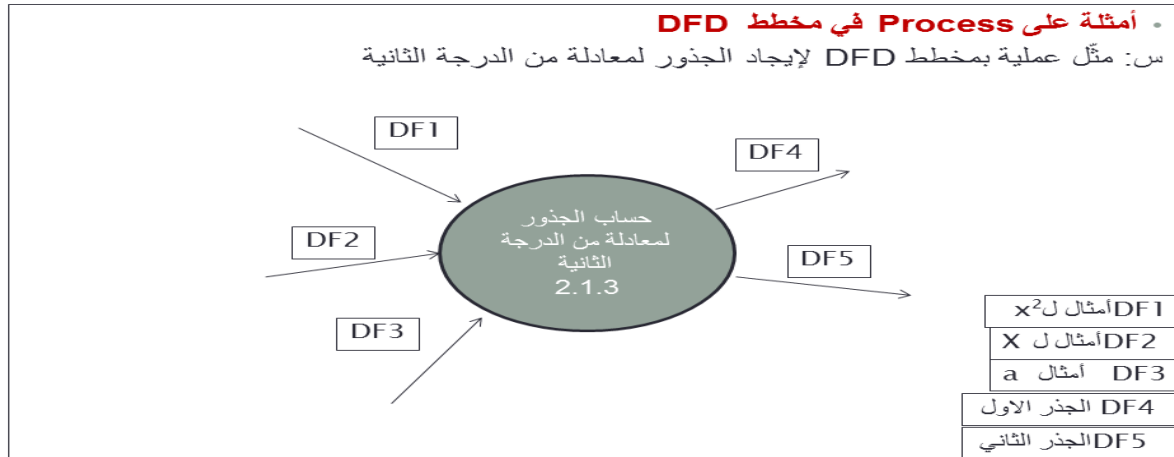 • أمثلة على Process في مخطط DFD
س: مثّل عملية بمخطط DFD لإيجاد الجذور لمعادلة من الدرجة الثانية
DF1
DF4
DF2
حساب الجذور
لمعادلة من الدرجة
الثانية
2.1.3
DF5
DF3
DF1أمثال ل x²
DF2أمثال ل X
DF3 أمثال a
DF4 الجذر الاول
DF5الجذر الثاني